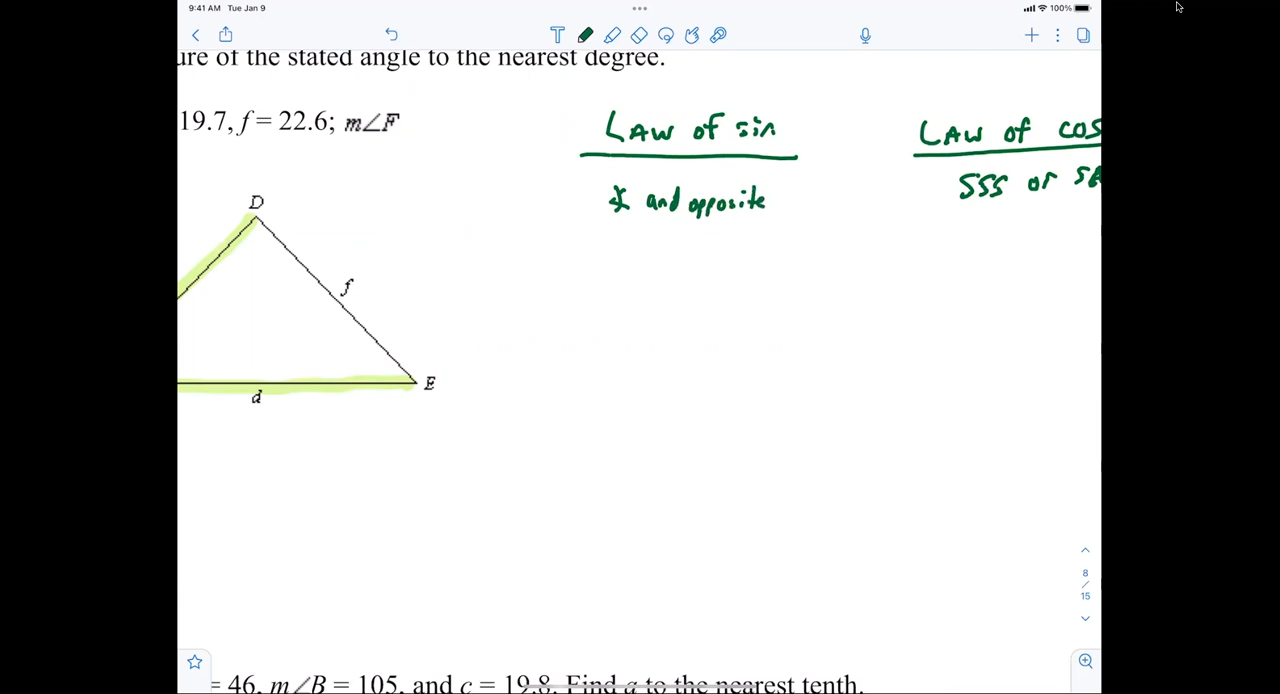 9:41 AM Tue Jan 9
100%
ure of the stated angle to the nearest degree.
19.7, f = 22.6; m∠F
LAW of sin
LAW of cos
and opposite
SSS or
D
f
E
d
8
15
= 46, m∠B = 105, and c = 19.8. Find a to the nearest tenth.